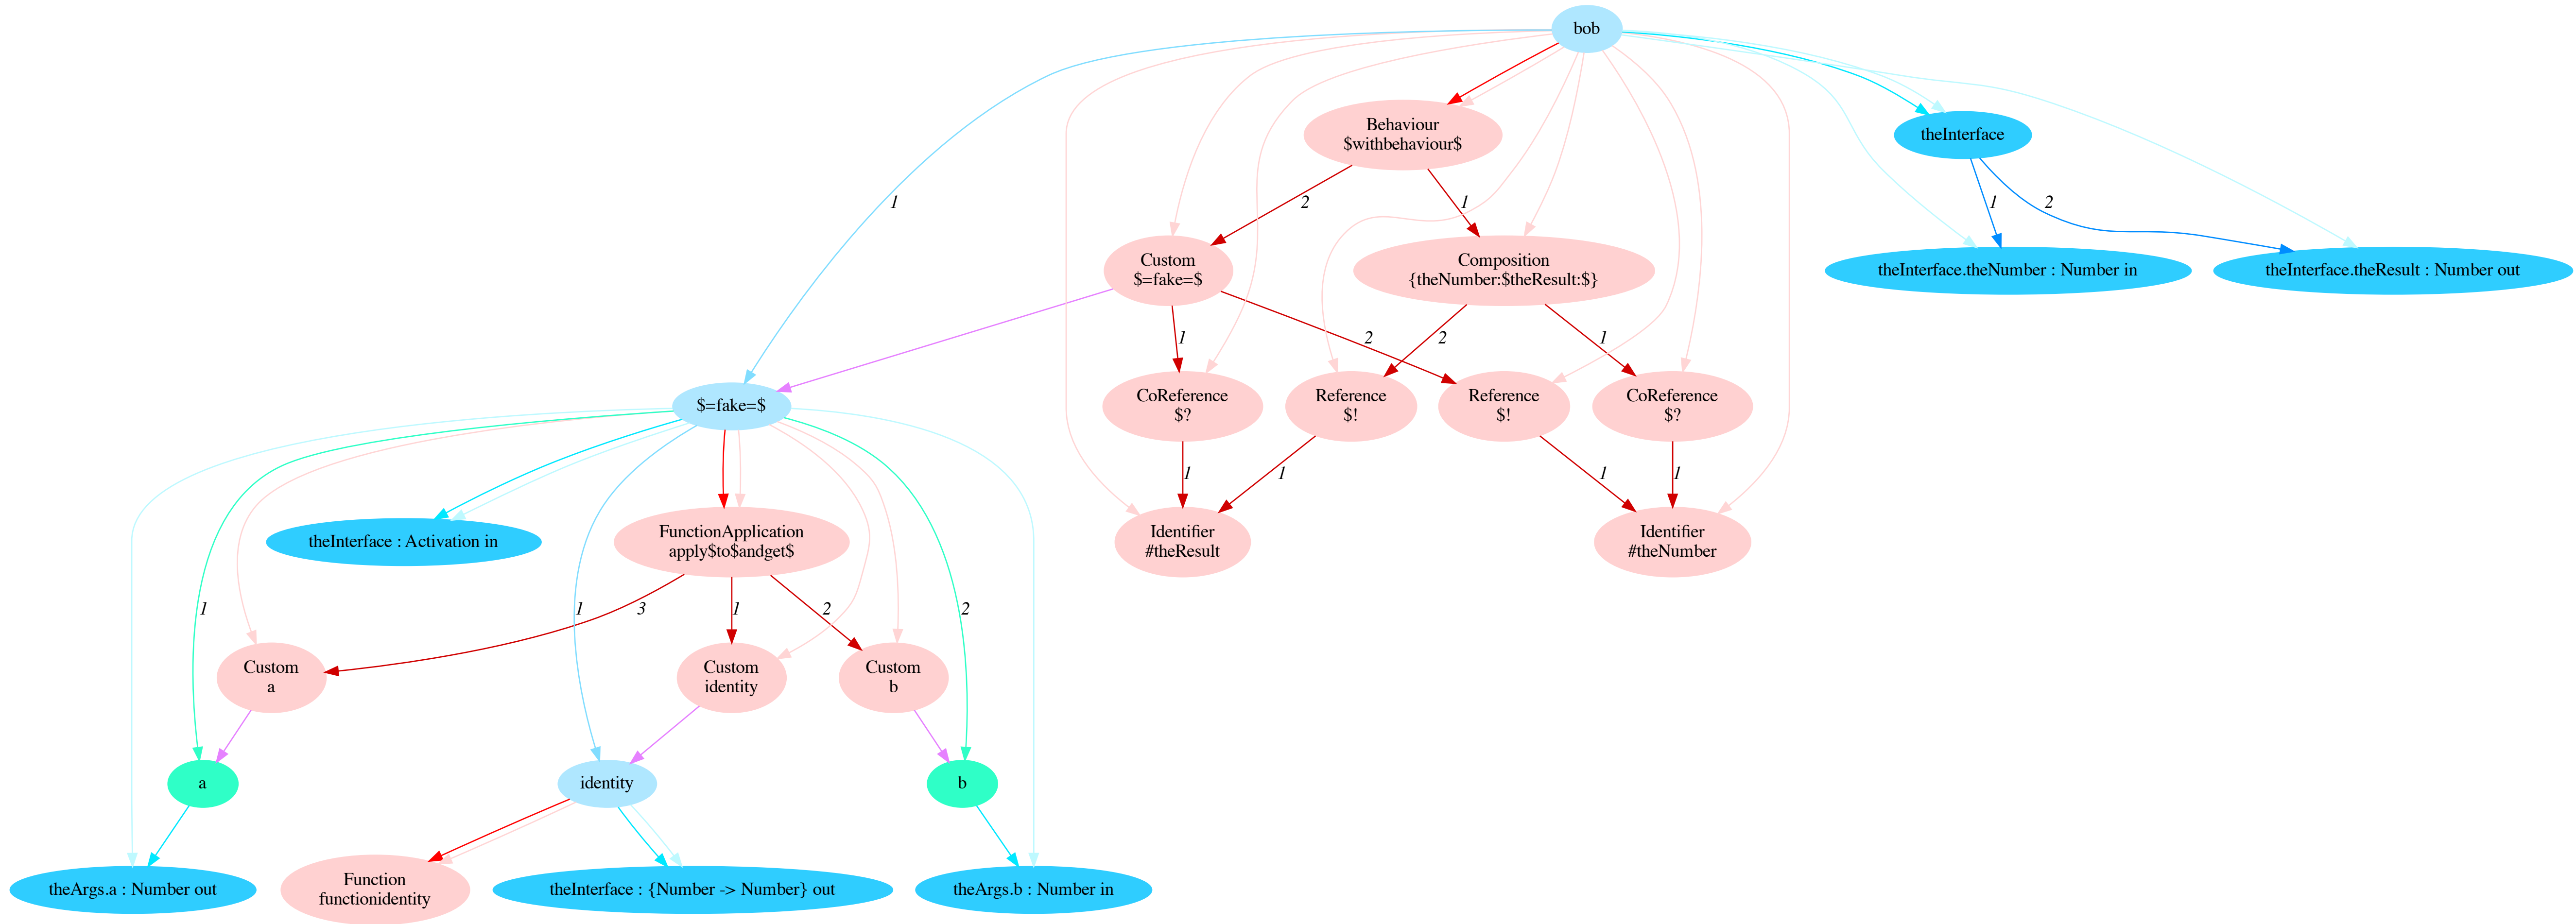 bob
Behaviour
$withbehaviour$
theInterface
1
2
1
1
2
Custom
$=fake=$
Composition
{theNumber:$theResult:$}
theInterface.theNumber : Number in
theInterface.theResult : Number out
1
2
2
1
$=fake=$
CoReference
$?
Reference
$!
Reference
$!
CoReference
$?
1
1
1
1
theInterface : Activation in
FunctionApplication
apply$to$andget$
Identifier
#theResult
Identifier
#theNumber
1
1
3
1
2
2
Custom
a
Custom
identity
Custom
b
a
identity
b
theArgs.a : Number out
Function
functionidentity
theInterface : {Number -> Number} out
theArgs.b : Number in